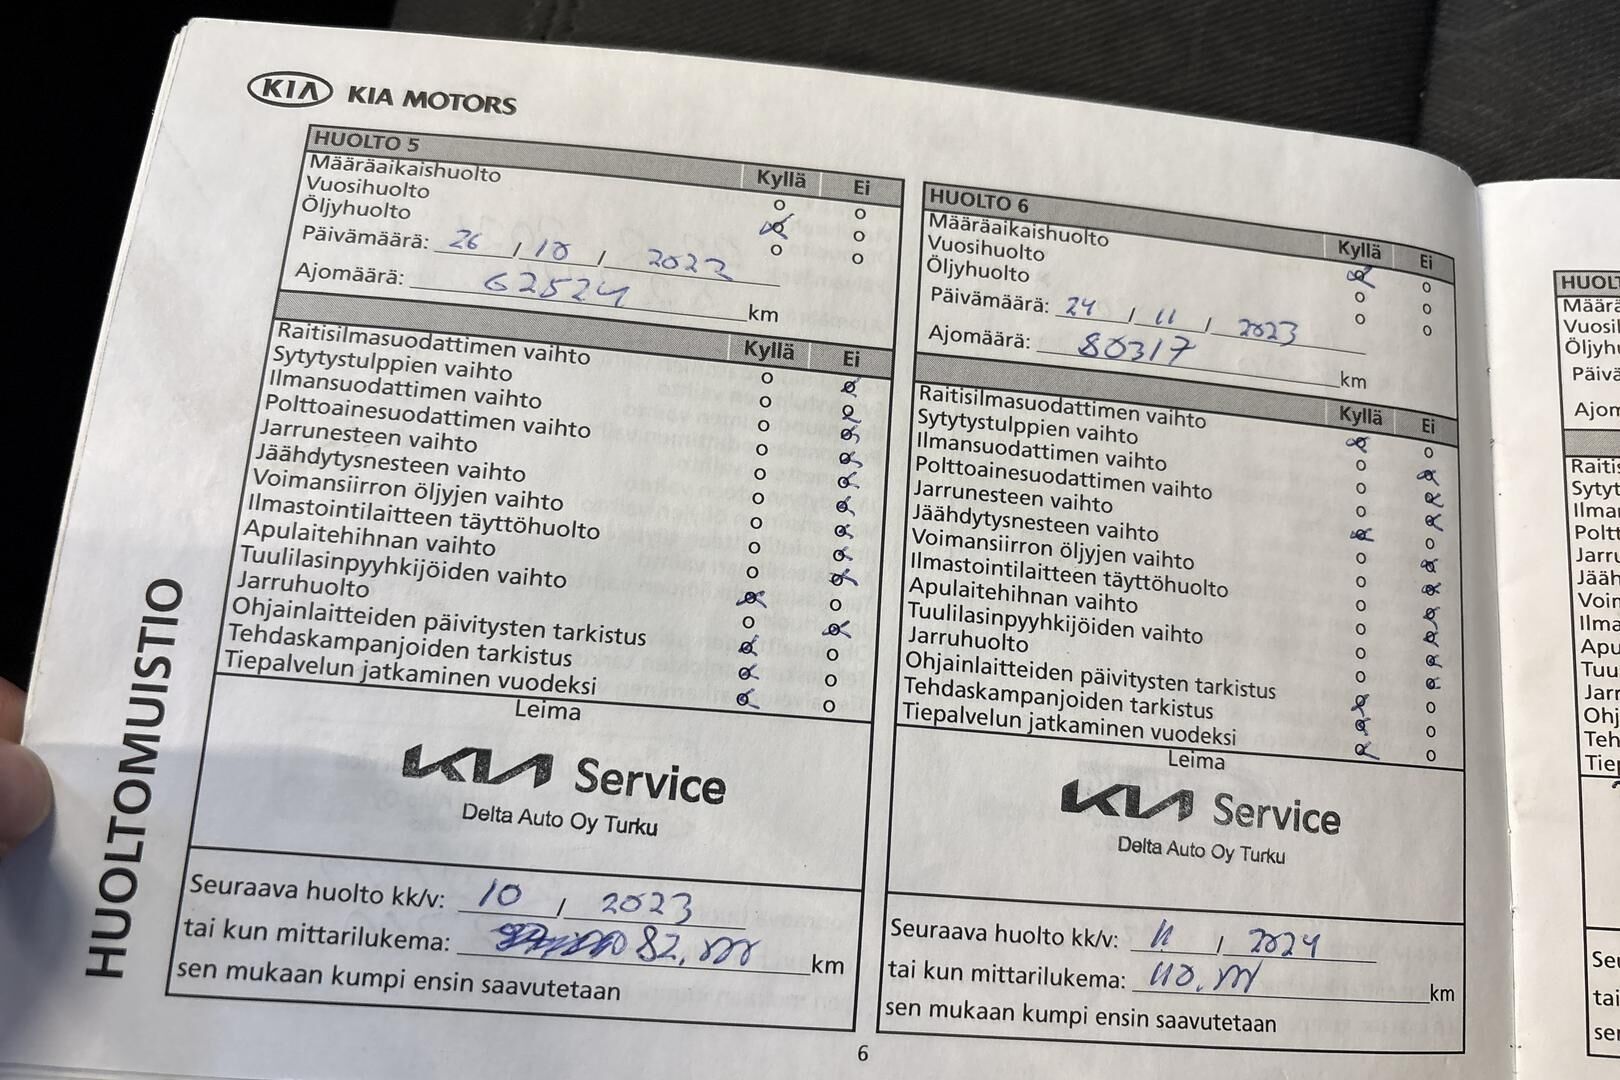 KIA KIA MOTORS
HUOLTOMUISTIO
HUOLTO 5
Kyllä Ei
Määräaikaishuolto
Vuosihuolto
Öljyhuolto
Päivämäärä: 26 / 10 / 2022
Ajomäärä: 62524 km
Kyllä Ei
Raitisilmasuodattimen vaihto
Sytytystulppien vaihto
Ilmansuodattimen vaihto
Polttoainesuodattimen vaihto
Jarrunesteen vaihto
Jäähdytysnesteen vaihto
Voimansiirron öljyjen vaihto
Ilmastointilaitteen täyttöhuolto
Apulaitehihnan vaihto
Tuulilasinpyyhkijöiden vaihto
Jarruhuolto
Ohjainlaitteiden päivitysten tarkistus
Tehdaskampanjoiden tarkistus
Tiepalvelun jatkaminen vuodeksi
Leima
KIA Service
Delta Auto Oy Turku
Seuraava huolto kk/v: 10 / 2023
tai kun mittarilukema: 82, km
sen mukaan kumpi ensin saavutetaan
HUOLTO 6
Kyllä Ei
Määräaikaishuolto
Vuosihuolto
Öljyhuolto
Päivämäärä: 24 / 11 / 2023
Ajomäärä: 80317 km
Kyllä Ei
Raitisilmasuodattimen vaihto
Sytytystulppien vaihto
Ilmansuodattimen vaihto
Polttoainesuodattimen vaihto
Jarrunesteen vaihto
Jäähdytysnesteen vaihto
Voimansiirron öljyjen vaihto
Ilmastointilaitteen täyttöhuolto
Apulaitehihnan vaihto
Tuulilasinpyyhkijöiden vaihto
Jarruhuolto
Ohjainlaitteiden päivitysten tarkistus
Tehdaskampanjoiden tarkistus
Tiepalvelun jatkaminen vuodeksi
Leima
KIA Service
Delta Auto Oy Turku
Seuraava huolto kk/v: 11 / 2024
tai kun mittarilukema: 110. km
sen mukaan kumpi ensin saavutetaan
6